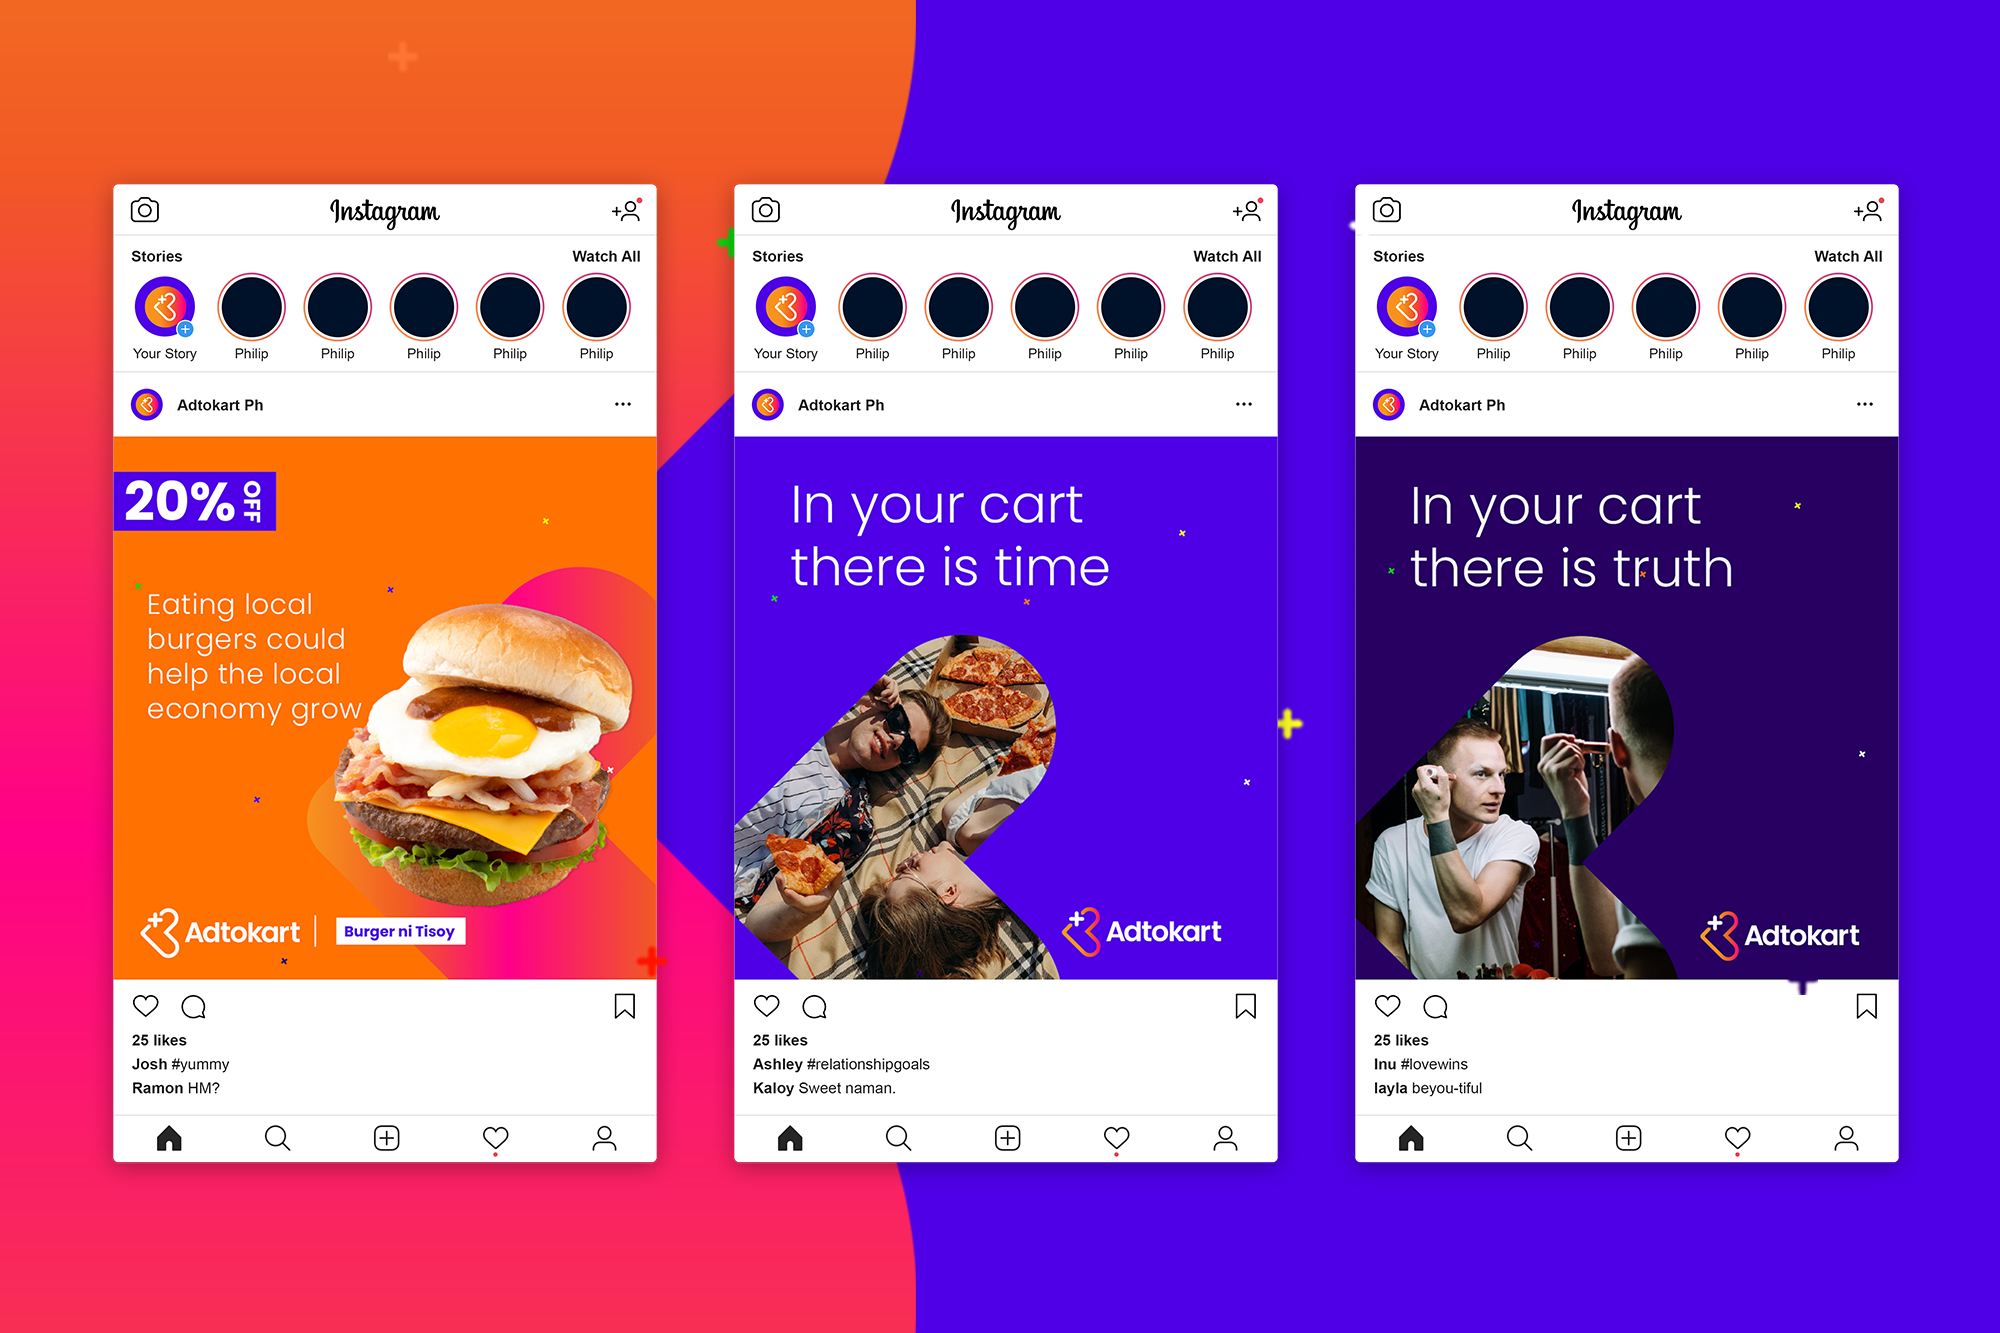 Instagram
Stories
Watch All
Your Story
Philip
Philip
Philip
Philip
Philip
Adtokart Ph
20% OFF
Eating local
burgers could
help the local
economy grow
Adtokart
Burger ni Tisoy
25 likes
Josh #yummy
Ramon HM?
Instagram
Stories
Watch All
Your Story
Philip
Philip
Philip
Philip
Philip
Adtokart Ph
In your cart
there is time
Adtokart
25 likes
Ashley #relationshipgoals
Kaloy Sweet naman.
Instagram
Stories
Watch All
Your Story
Philip
Philip
Philip
Philip
Philip
Adtokart Ph
In your cart
there is truth
Adtokart
25 likes
Inu #lovewins
layla beyou-tiful